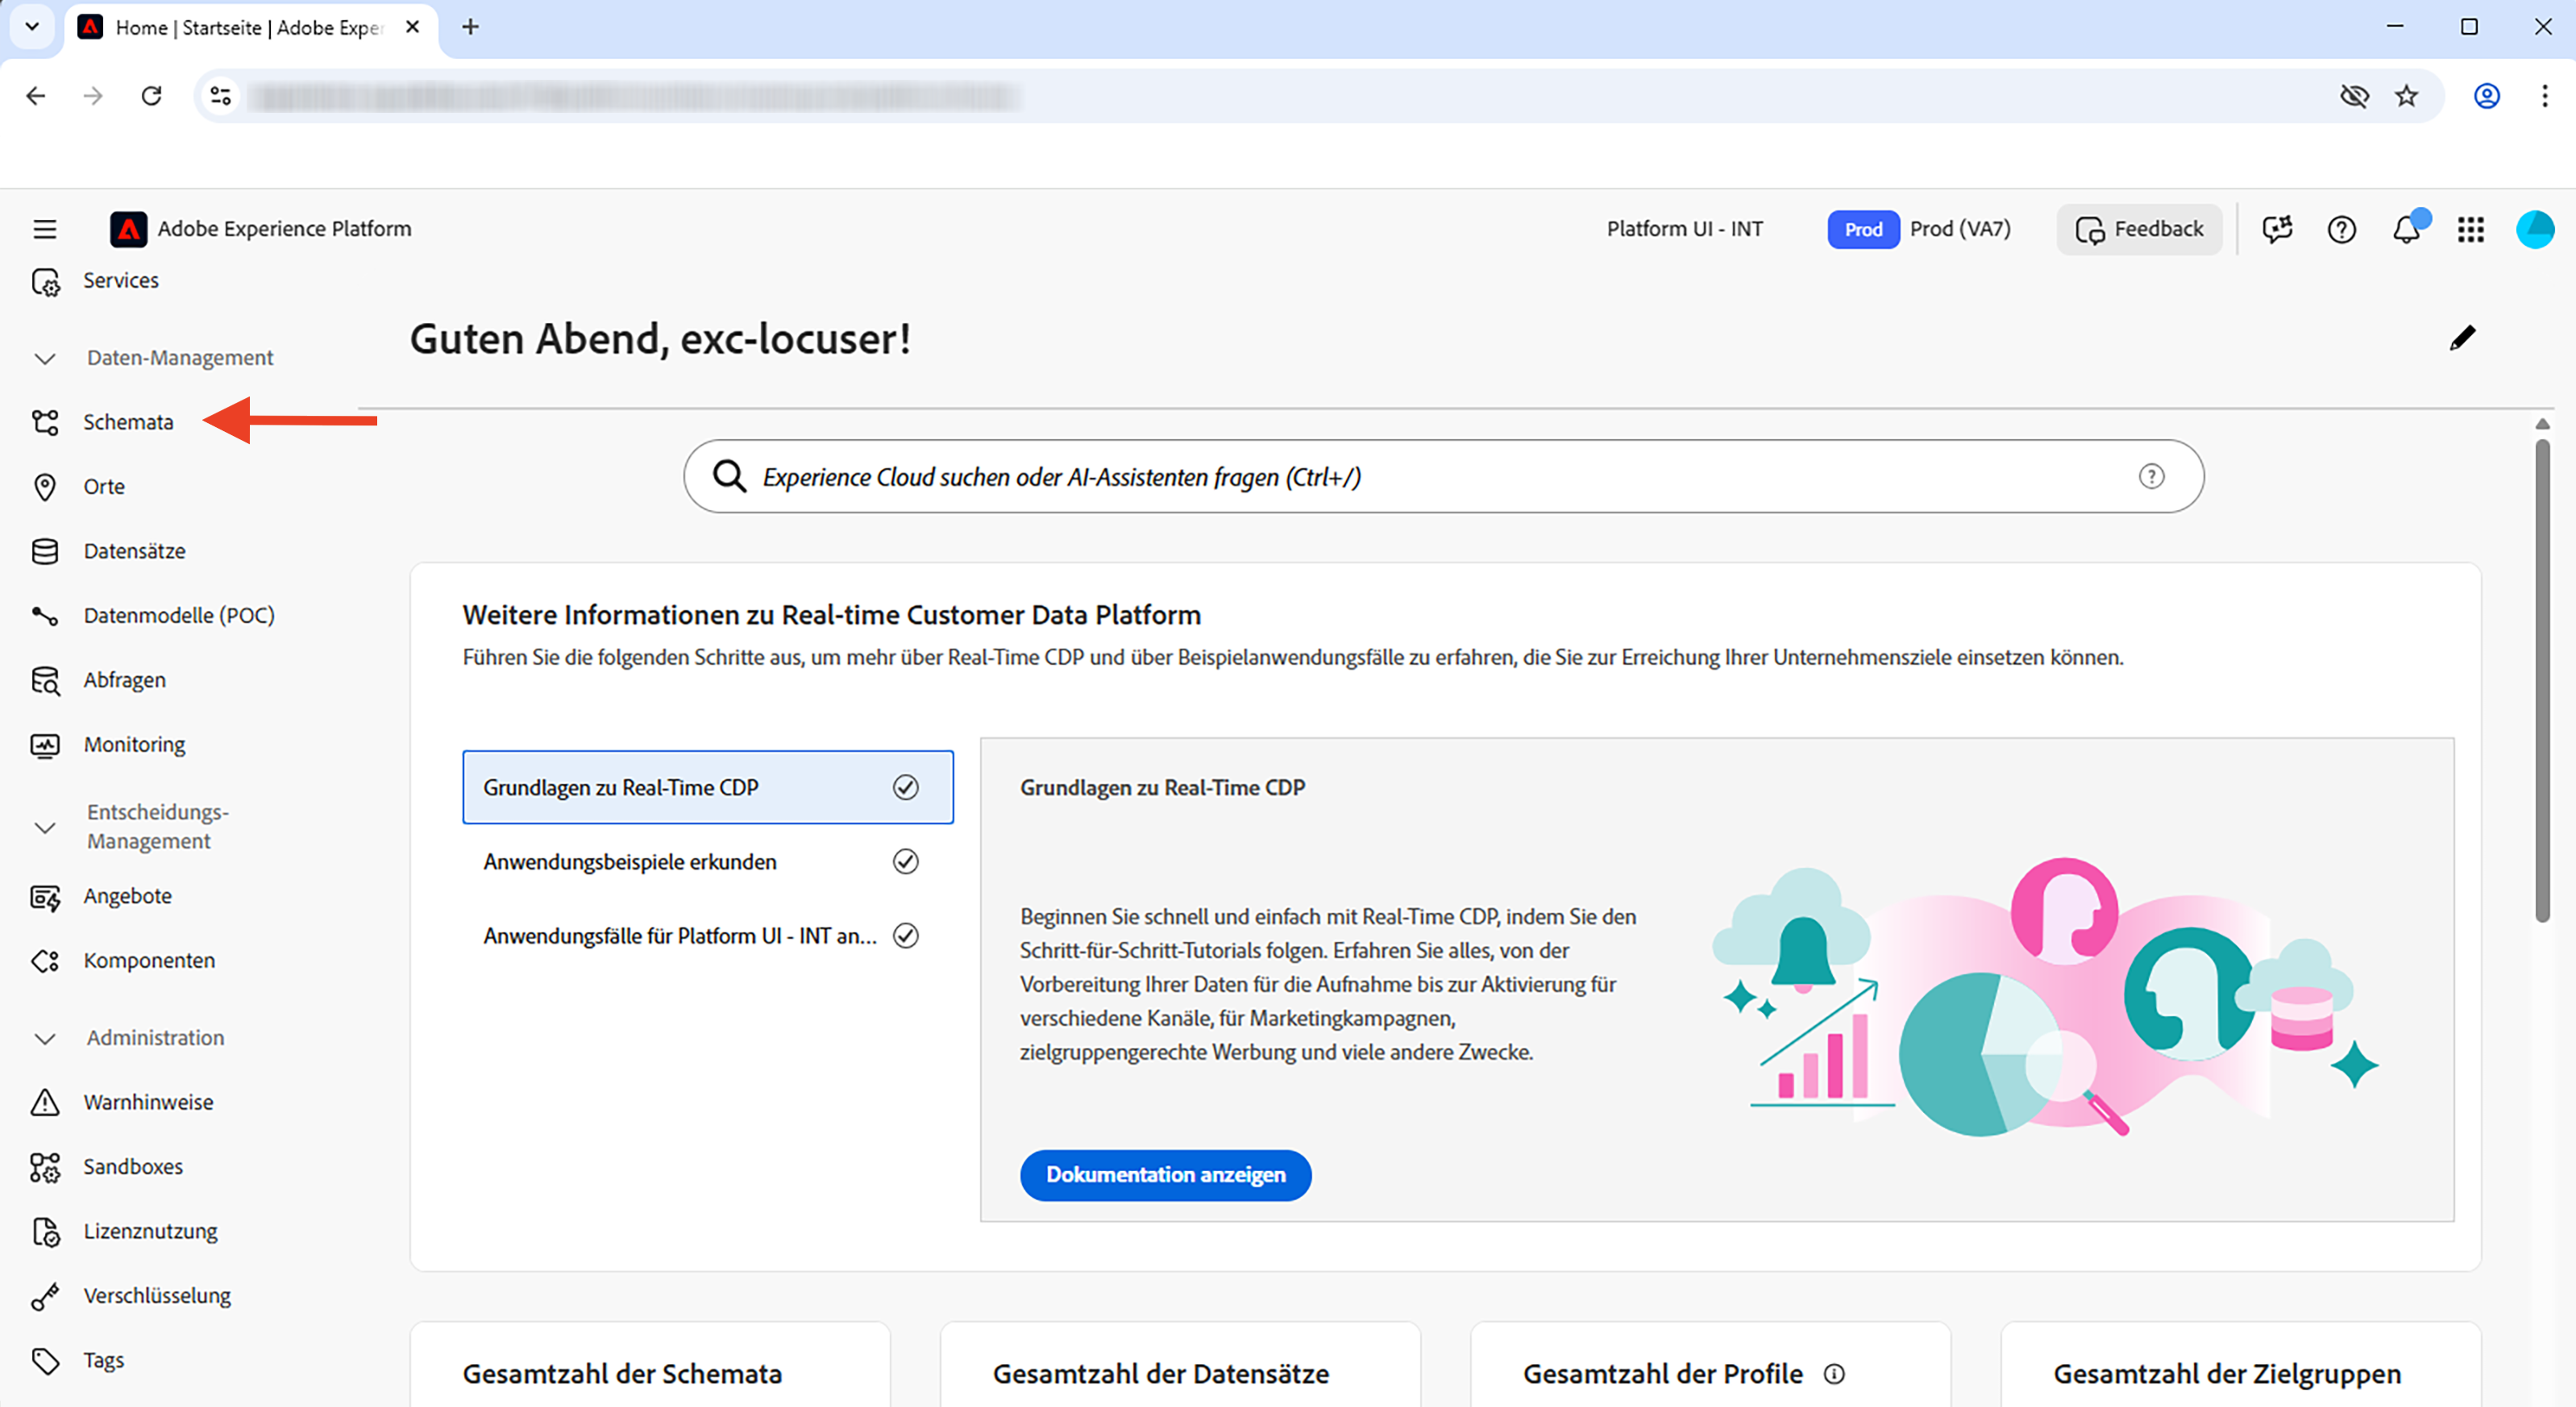 Home | Startseite | Adobe Exper
Adobe Experience Platform
Platform UI - INT
Prod
Prod (VA7)
Feedback
Services
Daten-Management
Schemata
Orte
Datensätze
Datenmodelle (POC)
Abfragen
Monitoring
Entscheidungs-
Management
Angebote
Komponenten
Administration
Warnhinweise
Sandboxes
Lizenznutzung
Verschlüsselung
Tags
Guten Abend, exc-locuser!
Experience Cloud suchen oder AI-Assistenten fragen (Ctrl+/)
Weitere Informationen zu Real-time Customer Data Platform
Führen Sie die folgenden Schritte aus, um mehr über Real-Time CDP und über Beispielanwendungsfälle zu erfahren, die Sie zur Erreichung Ihrer Unternehmensziele einsetzen können.
Grundlagen zu Real-Time CDP
Anwendungsbeispiele erkunden
Anwendungsfälle für Platform UI - INT an...
Grundlagen zu Real-Time CDP
Beginnen Sie schnell und einfach mit Real-Time CDP, indem Sie den
Schritt-für-Schritt-Tutorials folgen. Erfahren Sie alles, von der
Vorbereitung Ihrer Daten für die Aufnahme bis zur Aktivierung für
verschiedene Kanäle, für Marketingkampagnen,
zielgruppengerechte Werbung und viele andere Zwecke.
Dokumentation anzeigen
Gesamtzahl der Schemata
Gesamtzahl der Datensätze
Gesamtzahl der Profile
Gesamtzahl der Zielgruppen